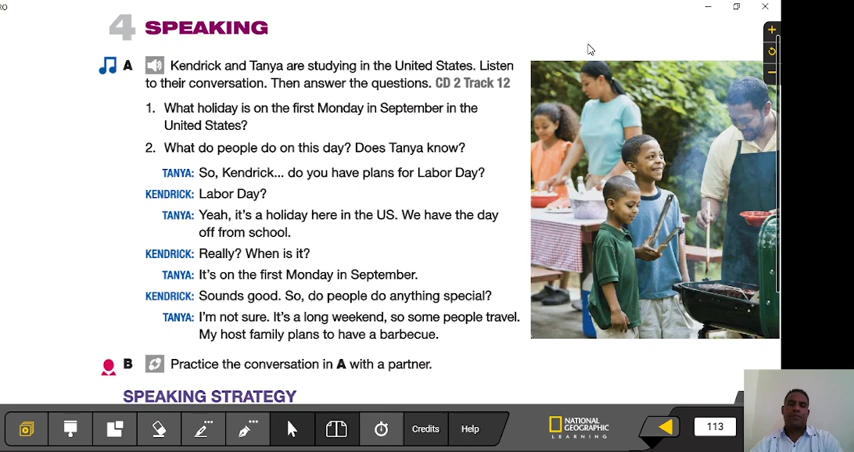 4 SPEAKING
A Kendrick and Tanya are studying in the United States. Listen
to their conversation. Then answer the questions. CD 2 Track 12
1. What holiday is on the first Monday in September in the
United States?
2. What do people do on this day? Does Tanya know?
TANYA: So, Kendrick... do you have plans for Labor Day?
KENDRICK: Labor Day?
TANYA: Yeah, it's a holiday here in the US. We have the day
off from school.
KENDRICK: Really? When is it?
TANYA: It's on the first Monday in September.
KENDRICK: Sounds good. So, do people do anything special?
TANYA: I'm not sure. It's a long weekend, so some people travel.
My host family plans to have a barbecue.
B Practice the conversation in A with a partner.
SPEAKING STRATEGY
Credits
Help
NATIONAL
GEOGRAPHIC
LEARNING
113